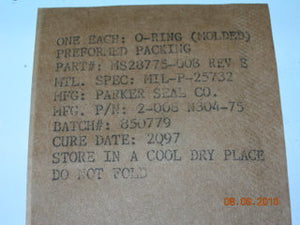 ONE EACH: O-RING (MOLDED)
PREFORMED PACKING
PART#: MS28775-008 REV E
MTL. SPEC: MIL-P-25732
MFG: PARKER SEAL CO.
MFG. P/N: 2-008 N304-75
BATCH#: 850779
CURE DATE: 2Q97
STORE IN A COOL DRY PLACE
DO NOT FOLD
08.06.2010